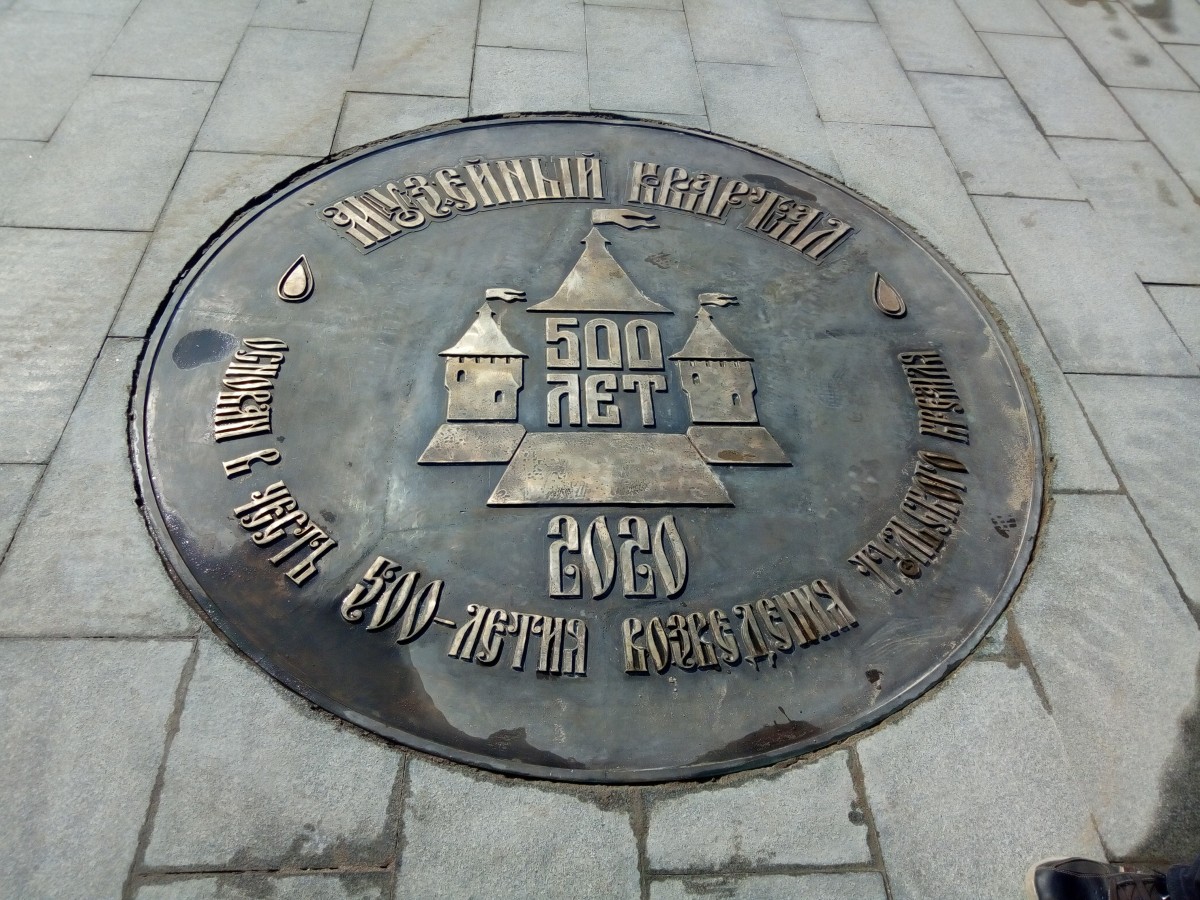 МУЗЕЙНЫЙ КВАРТАЛ
500
ЛЕТ
2020
ОСНОВАН В ЧЕСТЬ 500-ЛЕТИЯ ВОЗВЕДЕНИЯ ТУЛЬСКОГО КРЕМЛЯ